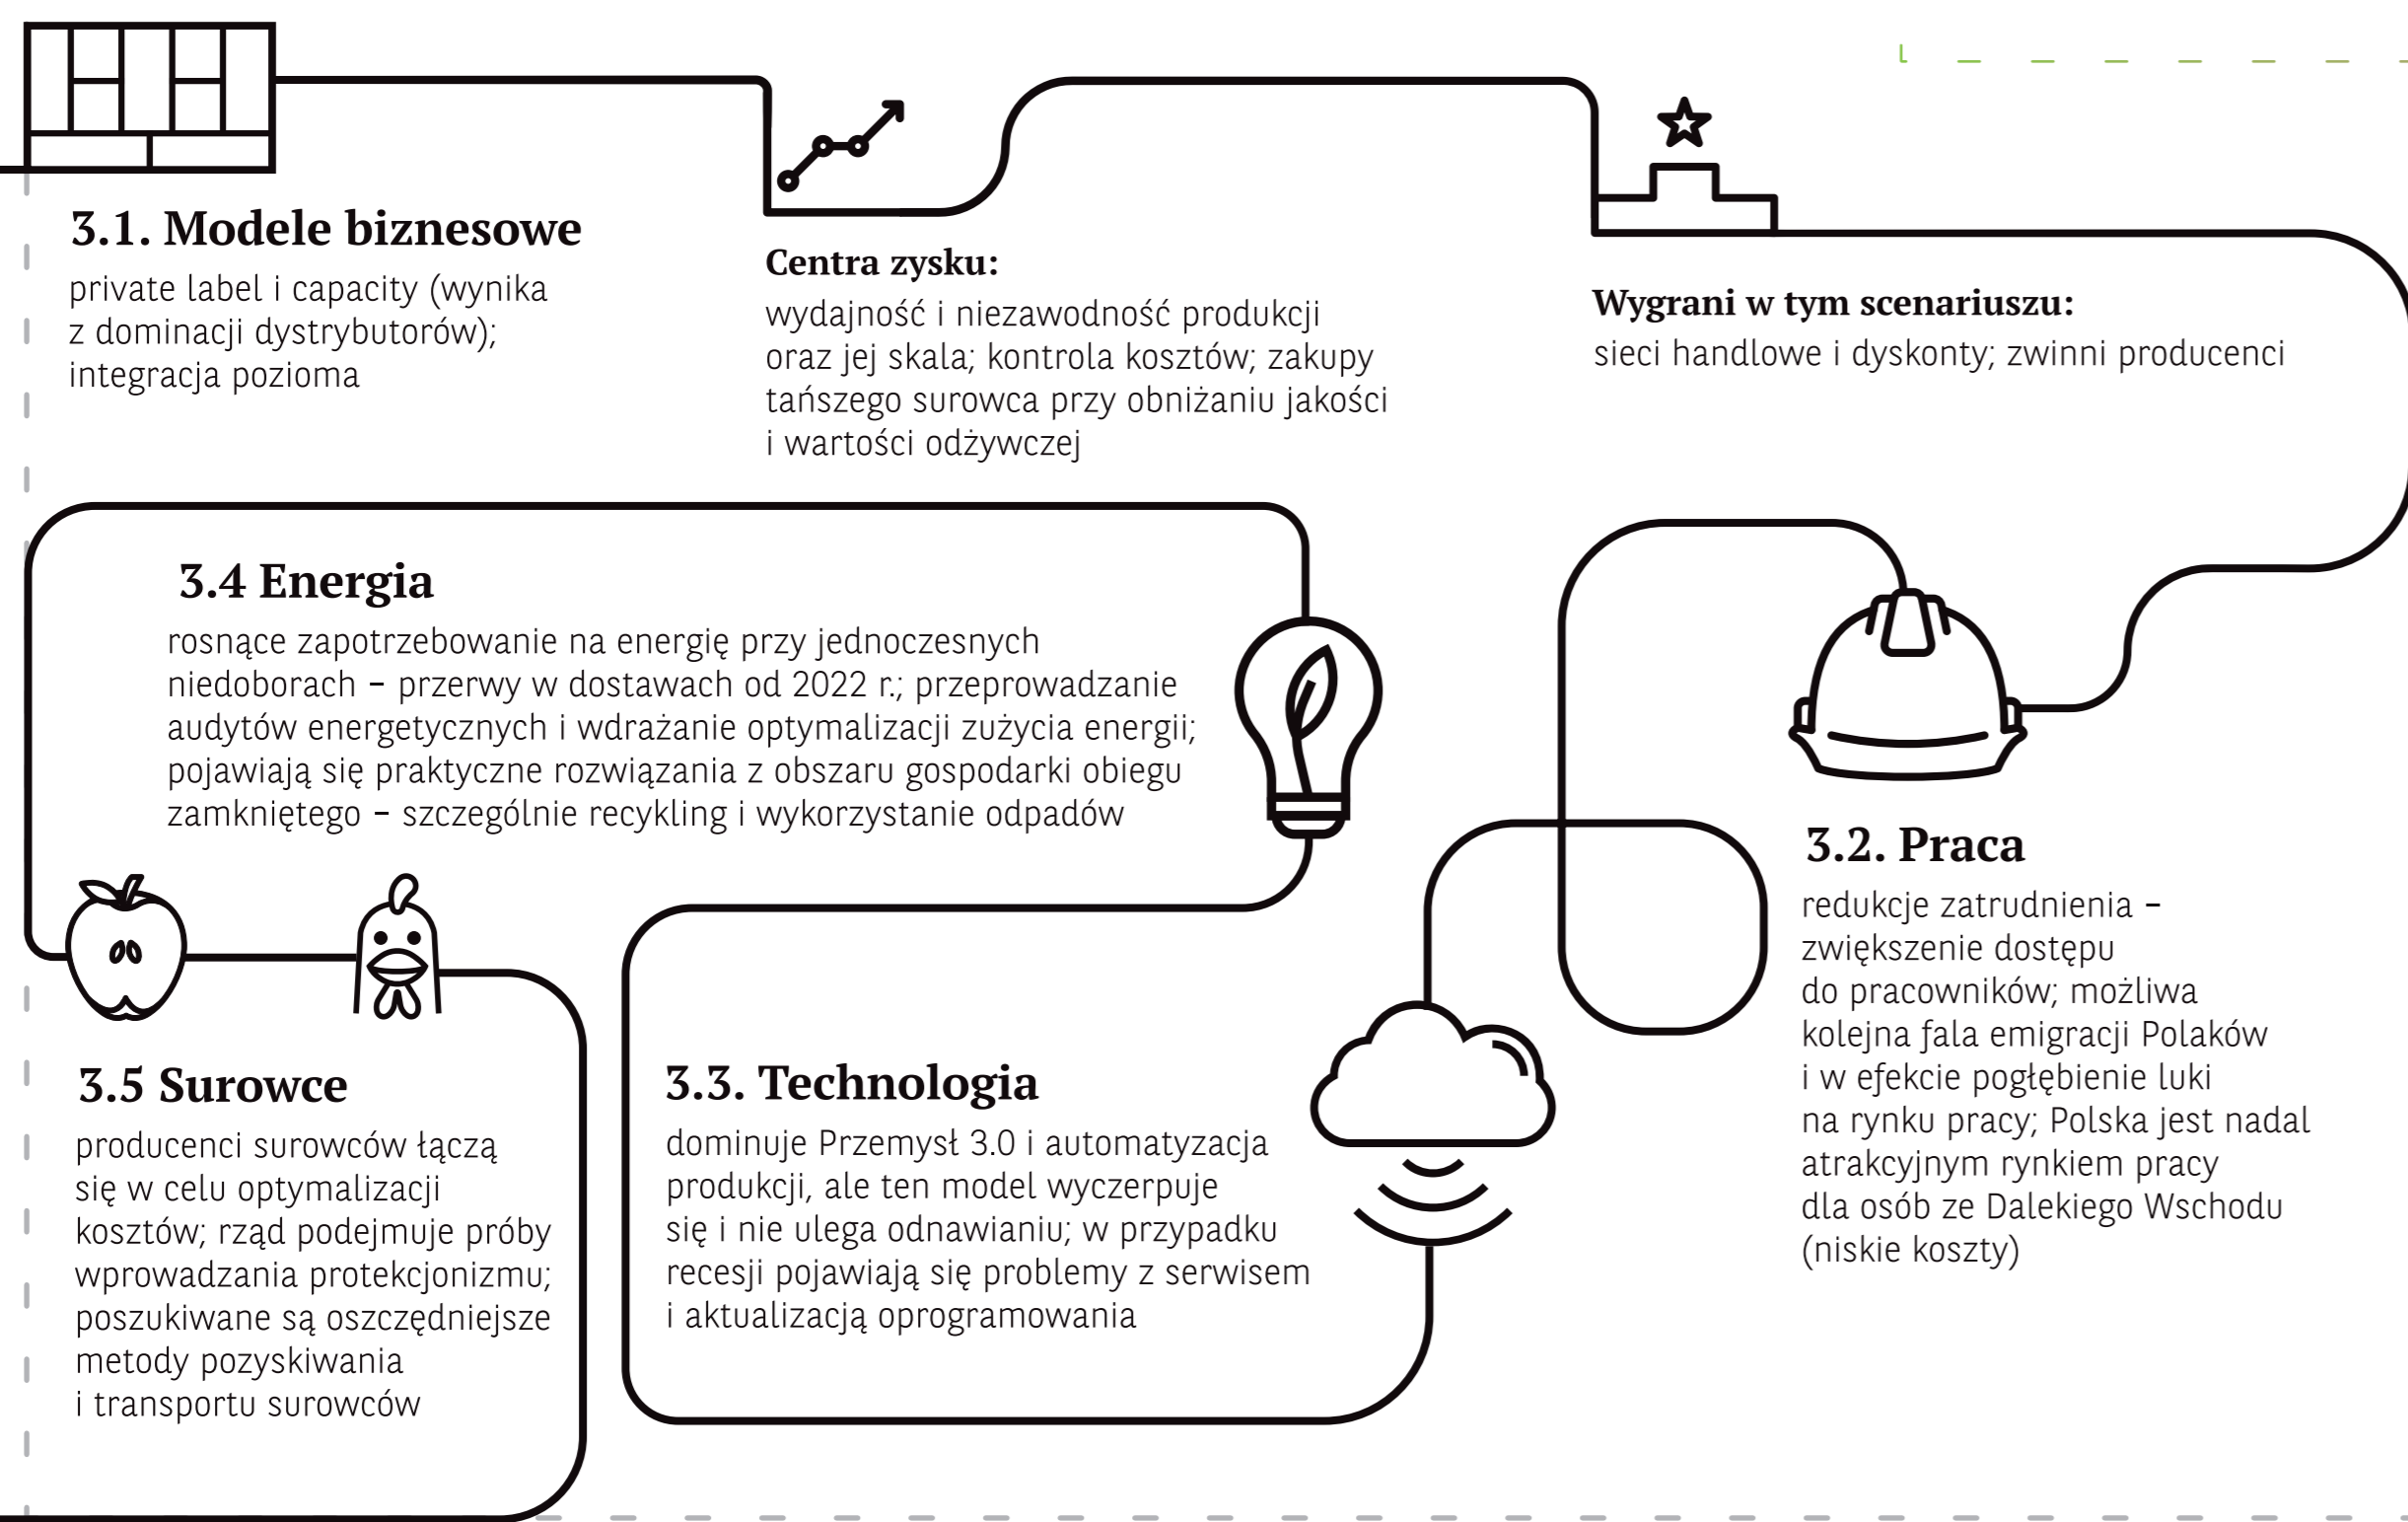 3.1. Modele biznesowe
private label i capacity (wynika
z dominacji dystrybutorów);
integracja pozioma
Centra zysku:
wydajność i niezawodność produkcji
oraz jej skala; kontrola kosztów; zakupy
tańszego surowca przy obniżaniu jakości
i wartości odżywczej
Wygrani w tym scenariuszu:
sieci handlowe i dyskonty; zwinni producenci
3.2. Praca
redukcje zatrudnienia –
zwiększenie dostępu
do pracowników; możliwa
kolejna fala emigracji Polaków
i w efekcie pogłębienie luki
na rynku pracy; Polska jest nadal
atrakcyjnym rynkiem pracy
dla osób ze Dalekiego Wschodu
(niskie koszty)
3.3. Technologia
dominuje Przemysł 3.0 i automatyzacja
produkcji, ale ten model wyczerpuje
się i nie ulega odnawianiu; w przypadku
recesji pojawiają się problemy z serwisem
i aktualizacją oprogramowania
3.4 Energia
rosnące zapotrzebowanie na energię przy jednoczesnych
niedoborach – przerwy w dostawach od 2022 r.; przeprowadzanie
audytów energetycznych i wdrażanie optymalizacji zużycia energii;
pojawiają się praktyczne rozwiązania z obszaru gospodarki obiegu
zamkniętego – szczególnie recykling i wykorzystanie odpadów
3.5 Surowce
producenci surowców łączą
się w celu optymalizacji
kosztów; rząd podejmuje próby
wprowadzania protekcjonizmu;
poszukiwane są oszczędniejsze
metody pozyskiwania
i transportu surowców